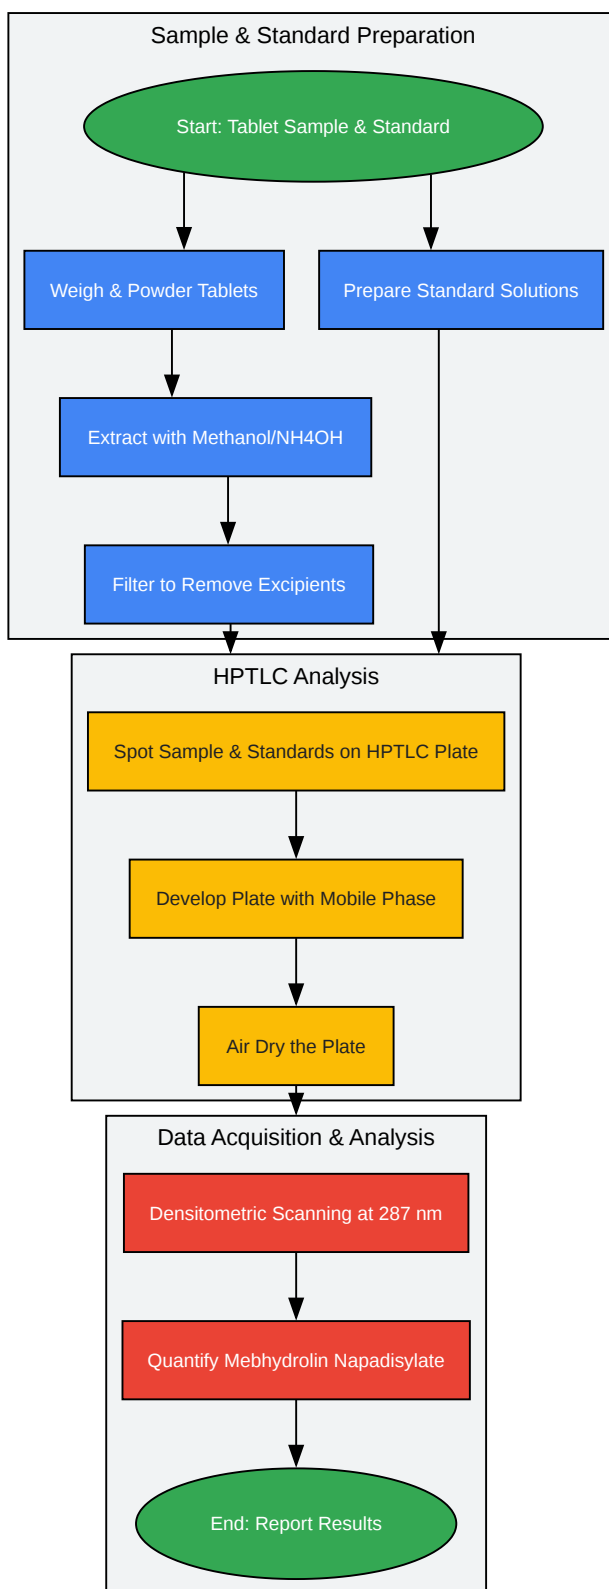 Sample & Standard Preparation
Start: Tablet Sample & Standard
Weigh & Powder Tablets
Prepare Standard Solutions
Extract with Methanol/NH4OH
Filter to Remove Excipients
HPTLC Analysis
Spot Sample & Standards on HPTLC Plate
Develop Plate with Mobile Phase
Air Dry the Plate
Data Acquisition & Analysis
Densitometric Scanning at 287 nm
Quantify Mebhydrolin Napadisylate
End: Report Results